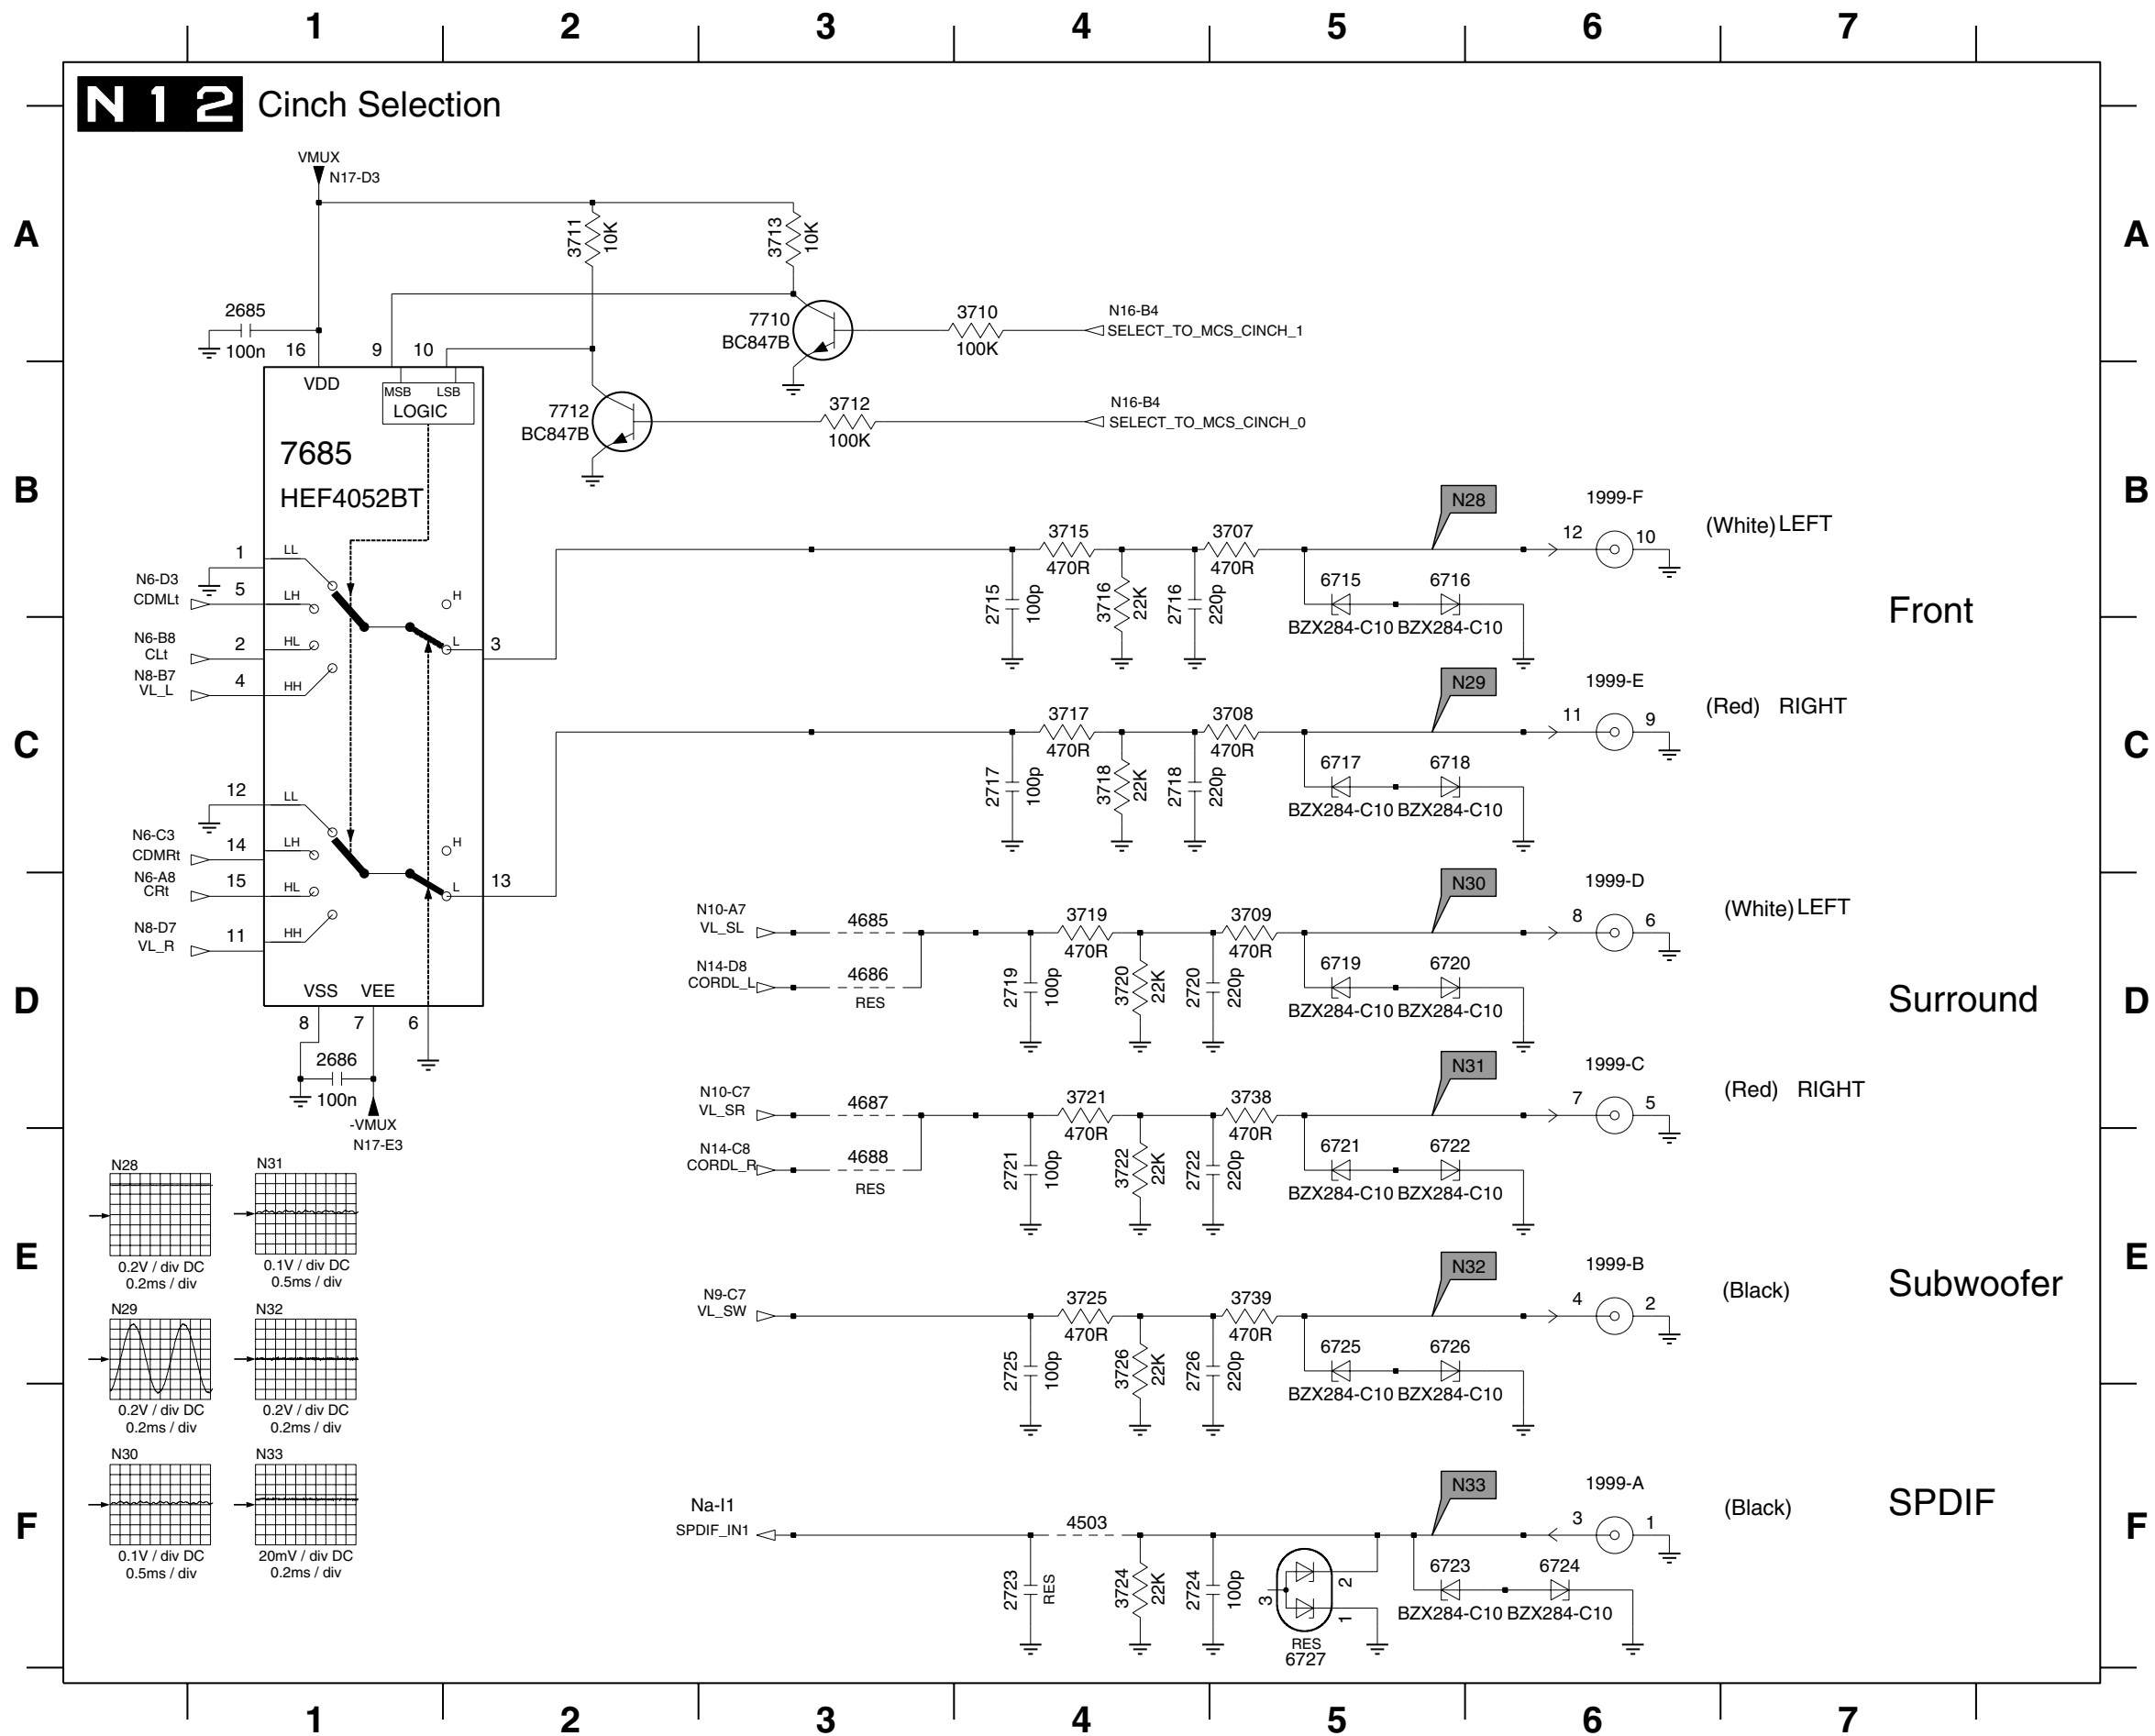 1 2 3 4 5 6 7
N12 Cinch Selection
VMUX
N17-D3
A A
3711 10K
3713 10K
2685
100n
16 9 10
7710
BC847B
3710
100K
N16-B4
SELECT_TO_MCS_CINCH_1
VDD
MSB LSB
LOGIC
7712
BC847B
3712
100K
N16-B4
SELECT_TO_MCS_CINCH_0
7685
HEF4052BT
B B
1 LL
N6-D3
CDMLt
5 LH
N6-B8
CLt
2 HL
N8-B7
VL_L
4 HH
H
L 3
3715
470R
3707
470R
N28
1999-F
12 10
(White) LEFT
2715 100p
3716 22K
2716 220p
6715 6716
BZX284-C10 BZX284-C10
Front
C C
3717
470R
3708
470R
N29
1999-E
11 9
(Red) RIGHT
2717 100p
3718 22K
2718 220p
6717 6718
BZX284-C10 BZX284-C10
12 LL
N6-C3
CDMRt
14 LH
N6-A8
CRt
15 HL
N8-D7
VL_R
11 HH
H
L 13
N10-A7
VL_SL
4685
3719
470R
3709
470R
N30
1999-D
8 6
(White) LEFT
N14-D8
CORDL_L
4686
RES
2719 100p
3720 22K
2720 220p
6719 6720
BZX284-C10 BZX284-C10
Surround
D D
VSS VEE
8 7 6
2686
100n
-VMUX
N17-E3
N10-C7
VL_SR
4687
3721
470R
3738
470R
N31
1999-C
7 5
(Red) RIGHT
N14-C8
CORDL_R
4688
RES
2721 100p
3722 22K
2722 220p
6721 6722
BZX284-C10 BZX284-C10
N28
0.2V / div DC
0.2ms / div
N31
0.1V / div DC
0.5ms / div
E E
N9-C7
VL_SW
3725
470R
3739
470R
N32
1999-B
4 2
(Black)
Subwoofer
2725 100p
3726 22K
2726 220p
6725 6726
BZX284-C10 BZX284-C10
N29
0.2V / div DC
0.2ms / div
N32
0.2V / div DC
0.2ms / div
N30
0.1V / div DC
0.5ms / div
N33
20mV / div DC
0.2ms / div
F F
Na-I1
SPDIF_IN1
4503
N33
1999-A
3 1
(Black)
SPDIF
2723 RES
3724 22K
2724 100p
3 2 1
RES
6727
6723 6724
BZX284-C10 BZX284-C10
1 2 3 4 5 6 7